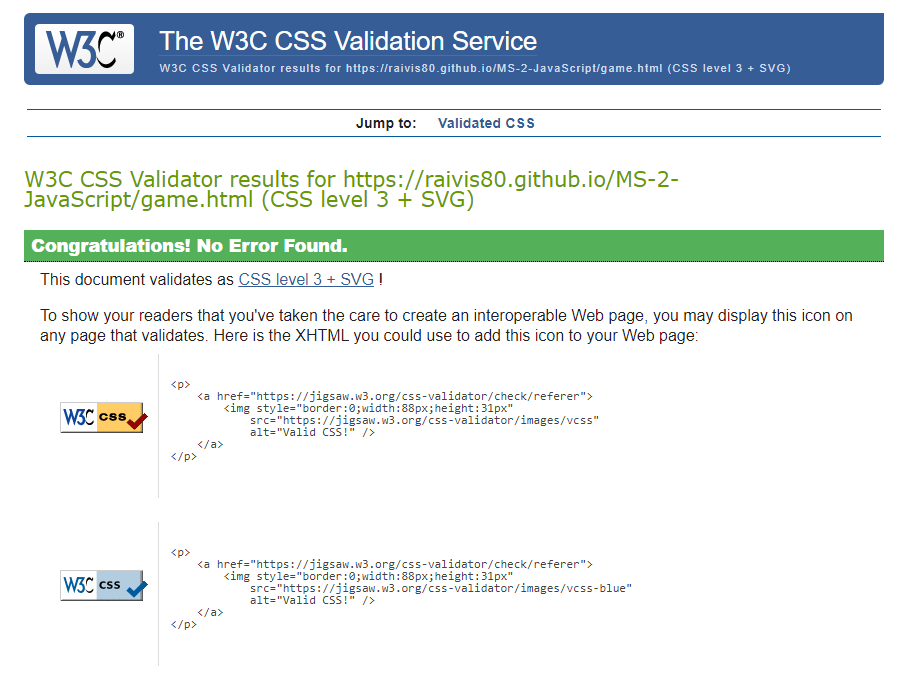 W3C®
The W3C CSS Validation Service
W3C CSS Validator results for https://raivis80.github.io/MS-2-JavaScript/game.html (CSS level 3 + SVG)
Jump to: Validated CSS
W3C CSS Validator results for https://raivis80.github.io/MS-2-
JavaScript/game.html (CSS level 3 + SVG)
Congratulations! No Error Found.
This document validates as CSS level 3 + SVG !
To show your readers that you've taken the care to create an interoperable Web page, you may display this icon on
any page that validates. Here is the XHTML you could use to add this icon to your Web page:
W3C css
<p>
    <a href="https://jigsaw.w3.org/css-validator/check/referer">
        <img style="border:0;width:88px;height:31px"
            src="https://jigsaw.w3.org/css-validator/images/vcss"
            alt="Valid CSS!" />
    </a>
</p>
W3C css
<p>
    <a href="https://jigsaw.w3.org/css-validator/check/referer">
        <img style="border:0;width:88px;height:31px"
            src="https://jigsaw.w3.org/css-validator/images/vcss-blue"
            alt="Valid CSS!" />
    </a>
</p>